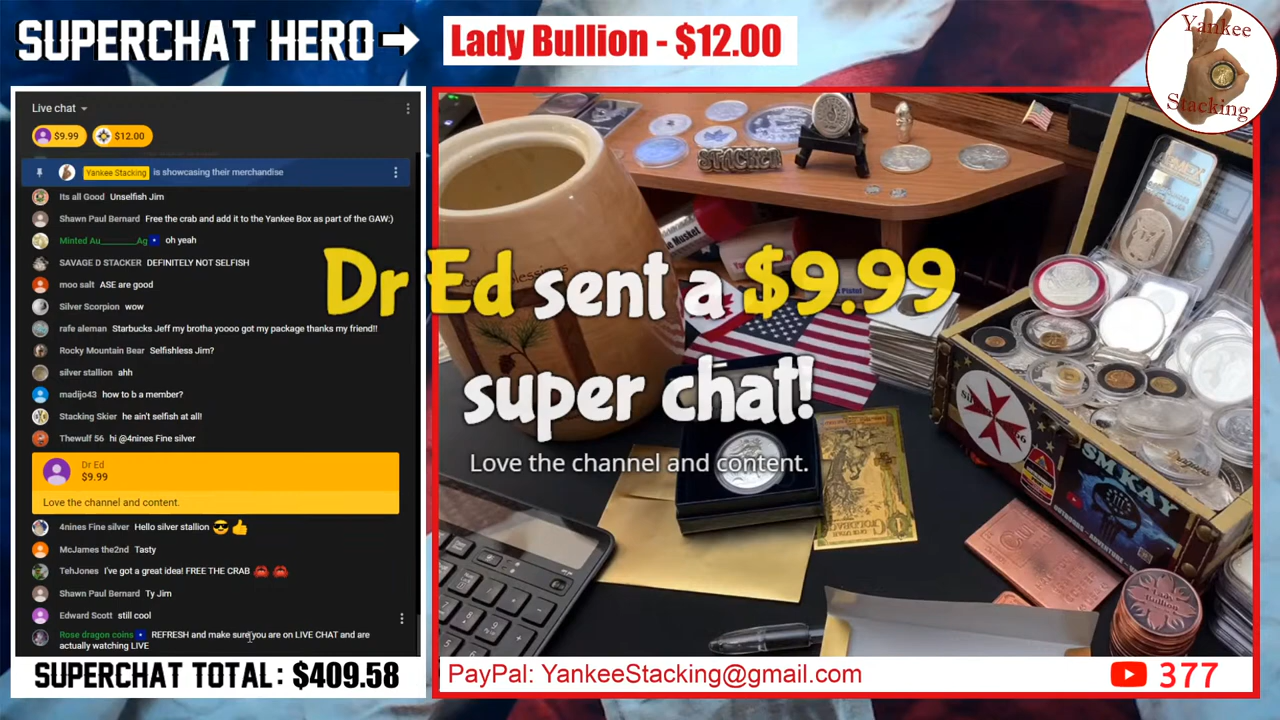 SUPERCHAT HERO
Lady Bullion - $12.00
Yankee
Stacking
Live chat
$9.99
$12.00
Yankee Stacking is showcasing their merchandise
Its all Good Unselfish Jim
Shawn Paul Bernard Free the crab and add it to the Yankee Box as part of the GAW:)
Minted Au________Ag oh yeah
SAVAGE D STACKER DEFINITELY NOT SELFISH
moo salt ASE are good
Silver Scorpion wow
rafe aleman Starbucks Jeff my brotha yoooo got my package thanks my friend!!
Rocky Mountain Bear Selfishless Jim?
silver stallion ahh
madijo43 how to b a member?
Stacking Skier he ain't selfish at all!
Thewulf 56 hi @4nines Fine silver
Dr Ed
$9.99
Love the channel and content.
4nines Fine silver Hello silver stallion 😎 👍
McJames the2nd Tasty
TehJones I've got a great idea! FREE THE CRAB 🦀 🦀
Shawn Paul Bernard Ty Jim
Edward Scott still cool
Rose dragon coins REFRESH and make sure you are on LIVE CHAT and are
actually watching LIVE
SUPERCHAT TOTAL: $409.58
Dr Ed sent a $9.99
super chat!
Love the channel and content.
STACKER
Musket
Pistol
SMKAY
OUTDOORS
ADVENTURE
GOLDBACK
Lady
Bullion
PayPal: YankeeStacking@gmail.com
377